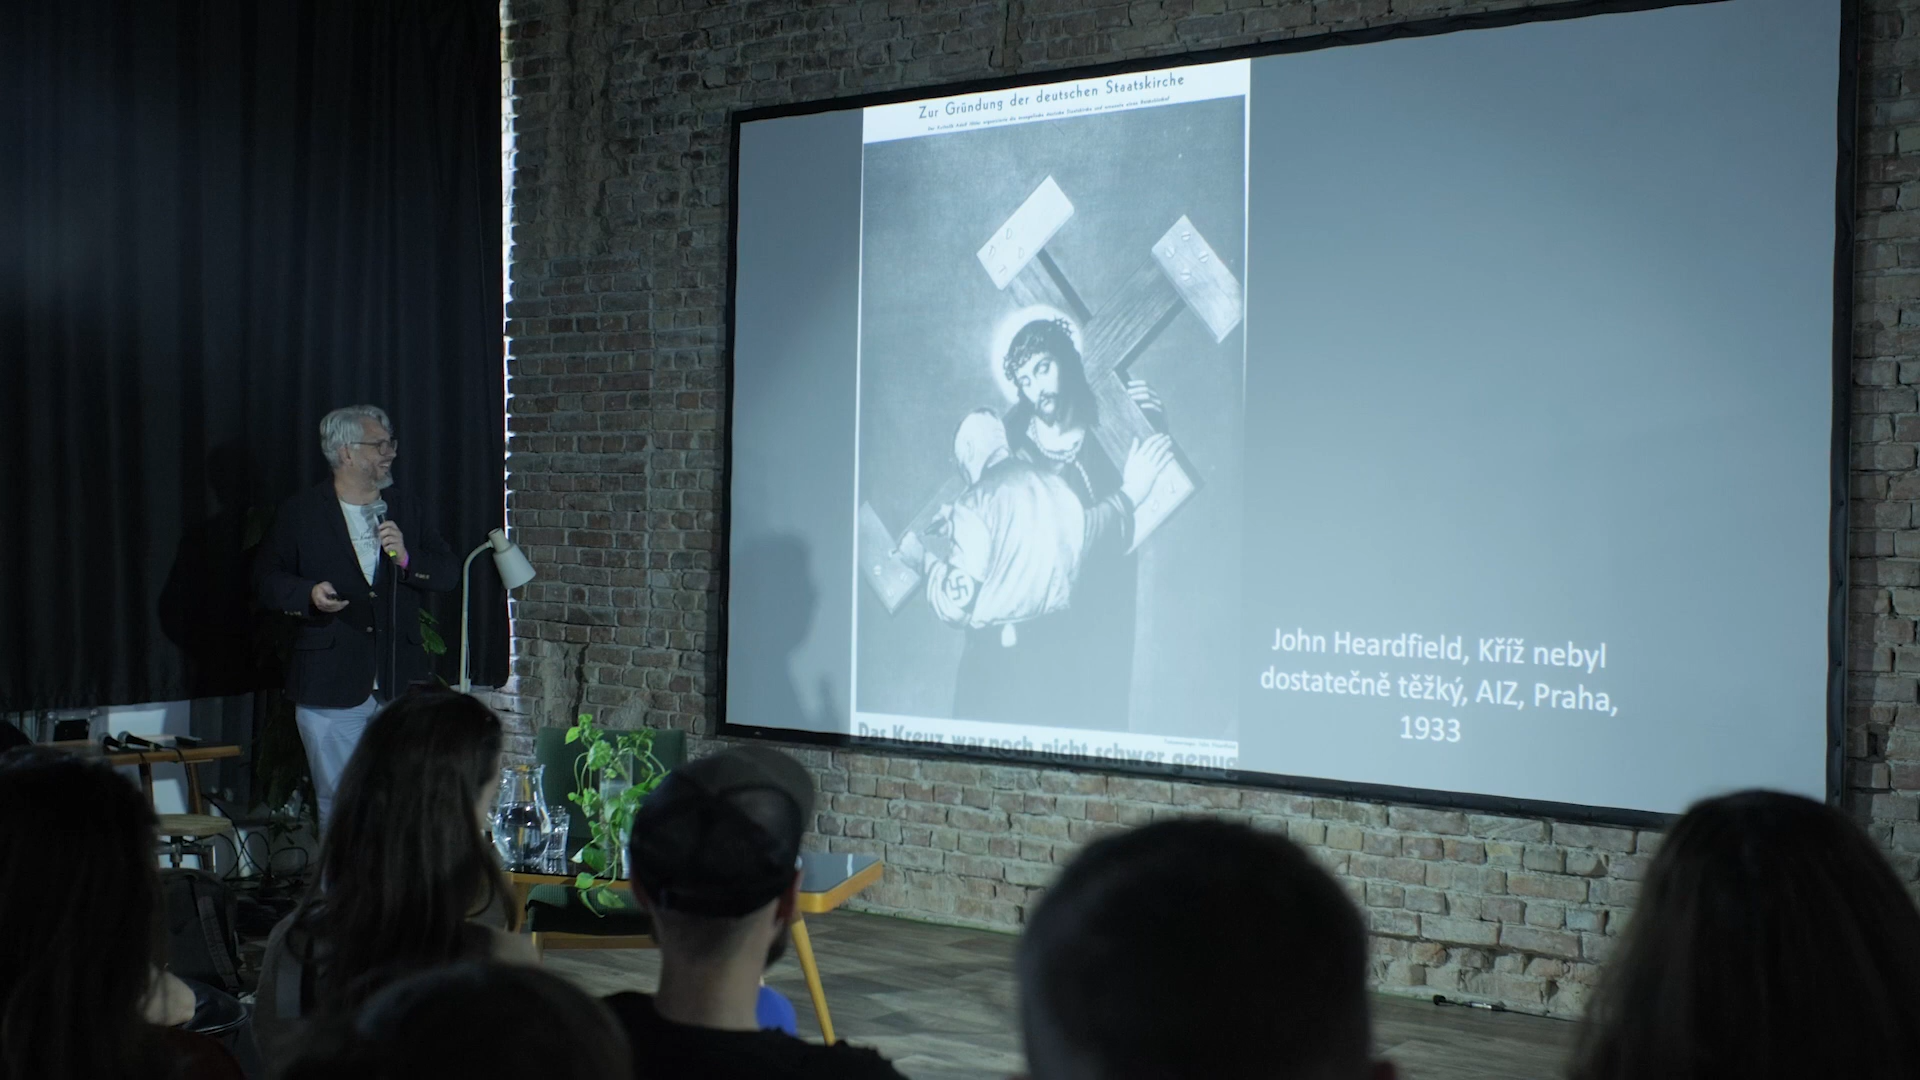 Zur Gründung der deutschen Staatskirche
Das Kreuz war noch nicht schwer genug
John Heardfield, Kříž nebyl
dostatečně těžký, AIZ, Praha,
1933